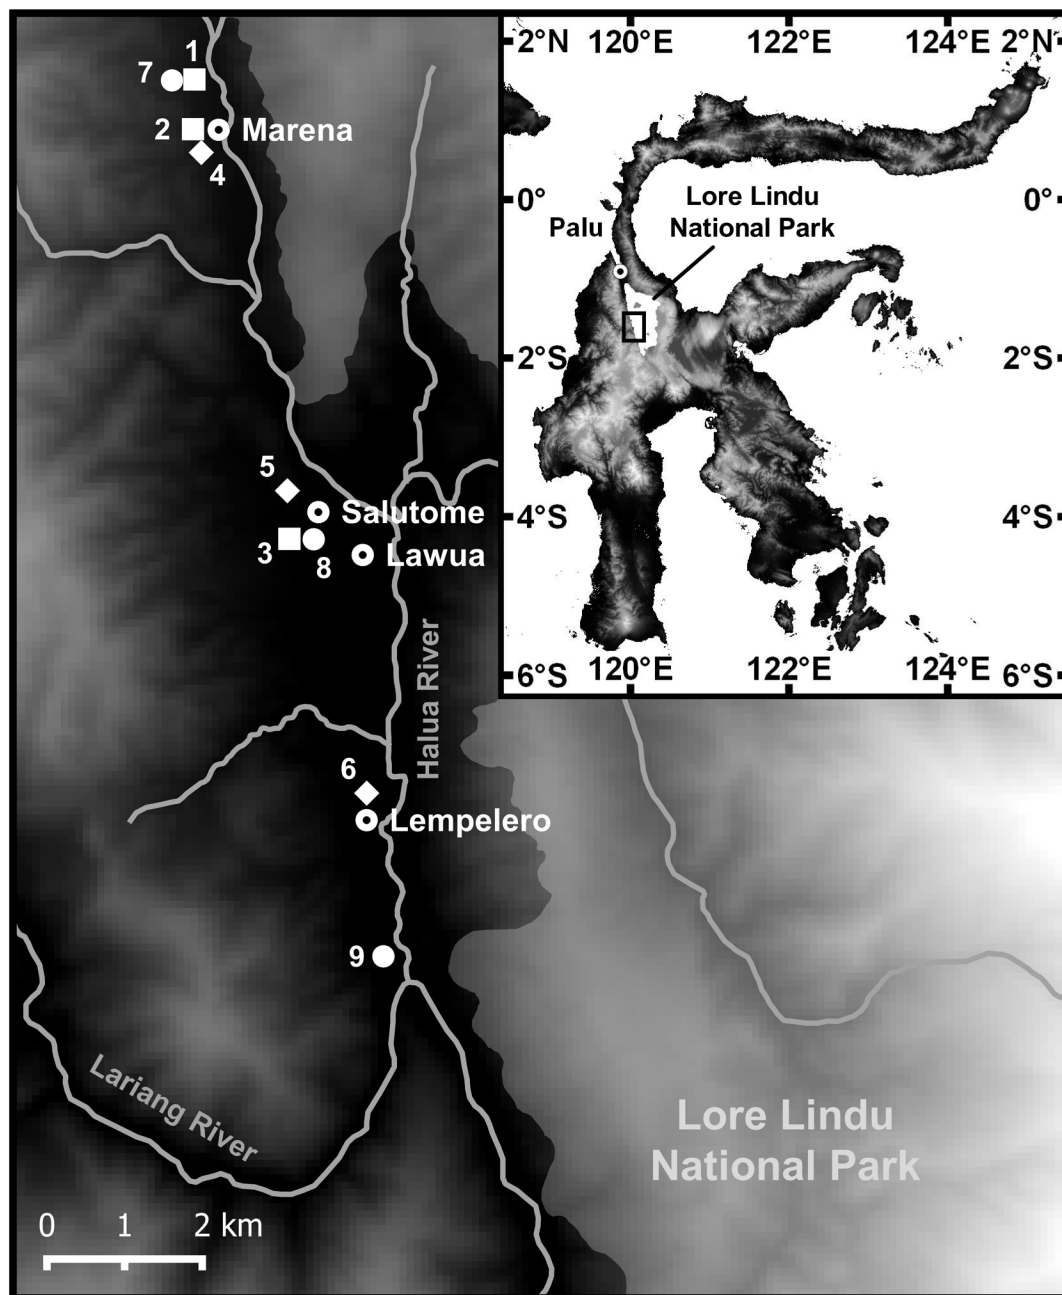 2°N 120°E 122°E 124°E 2°N
1
7
2 Marena
4
Lore Lindu
National Park
0° 0°
Palu
2°S 2°S
5
Salutome
4°S 4°S
3 8 Lawua
120°E 122°E 124°E
6°S 6°S
Halua River
6
Lempelero
9
Lariang River
Lore Lindu
National Park
0 1 2 km